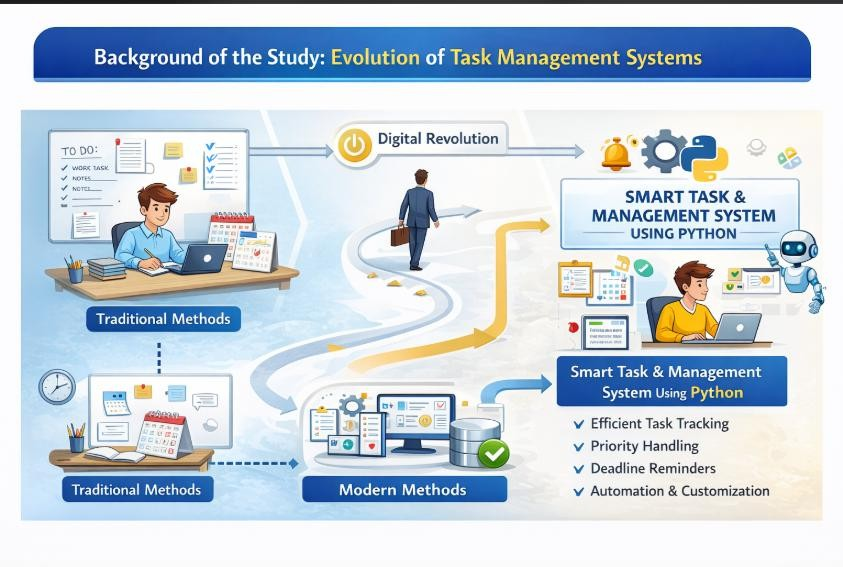 Background of the Study: Evolution of Task Management Systems
TO DO:
WORK TASK
NOTES
NOTE
Digital Revolution
SMART TASK &
MANAGEMENT SYSTEM
USING PYTHON
Traditional Methods
Smart Task & Management
System Using Python
Efficient Task Tracking
Priority Handling
Deadline Reminders
Automation & Customization
Traditional Methods
Modern Methods